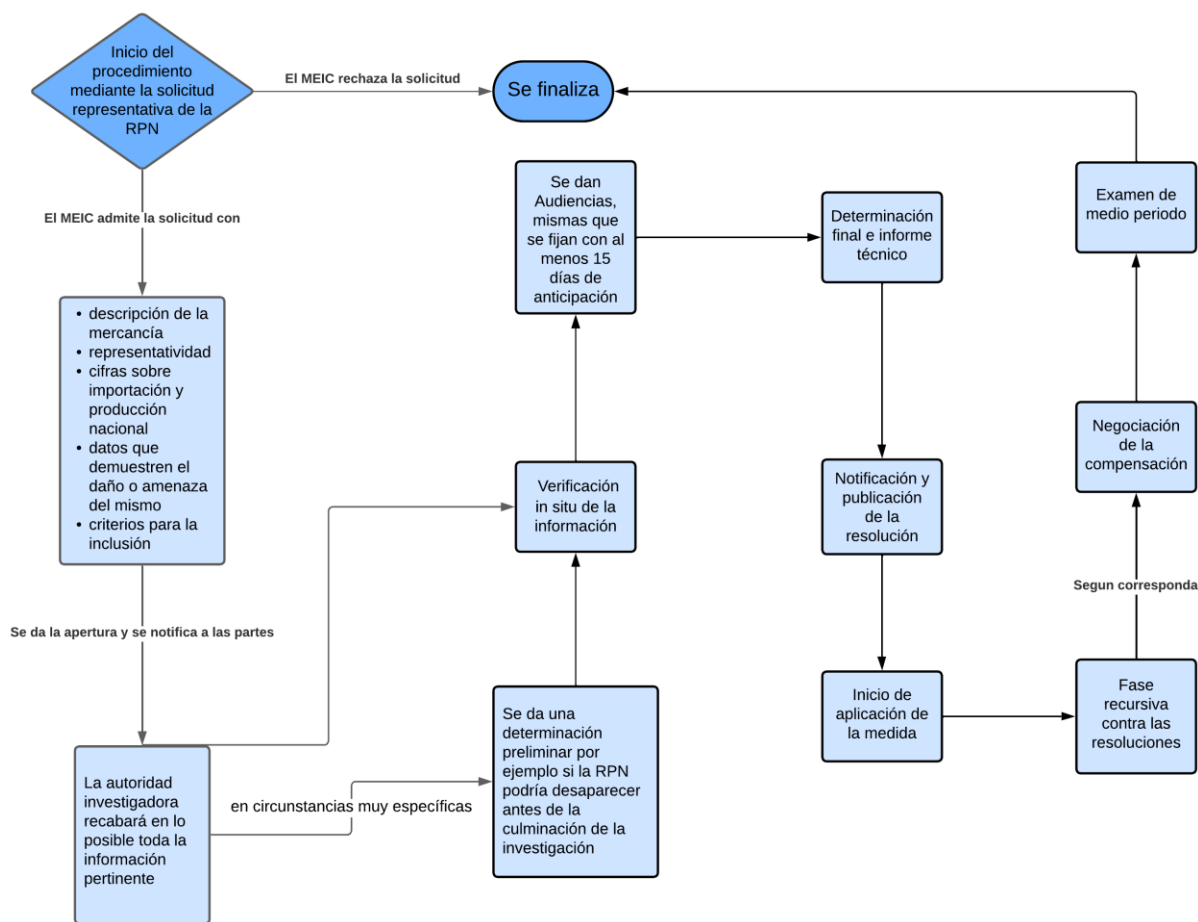 Inicio del
procedimiento
mediante la solicitud
representativa de la
RPN
El MEIC rechaza la solicitud
Se finaliza
El MEIC admite la solicitud con
• descripción de la
mercancía
• representatividad
• cifras sobre
importación y
producción
nacional
• datos que
demuestren el
daño o amenaza
del mismo
• criterios para la
inclusión
Se da la apertura y se notifica a las partes
La autoridad
investigadora
recabará en lo
posible toda la
información
pertinente
en circunstancias muy específicas
Se da una
determinación
preliminar por
ejemplo si la RPN
podría desaparecer
antes de la
culminación de la
investigación
Verificación
in situ de la
información
Se dan
Audiencias,
mismas que
se fijan con al
menos 15
días de
anticipación
Determinación
final e informe
técnico
Notificación y
publicación
de la
resolución
Inicio de
aplicación de
la medida
Fase
recursiva
contra las
resoluciones
Segun corresponda
Negociación
de la
compensación
Examen de
medio periodo